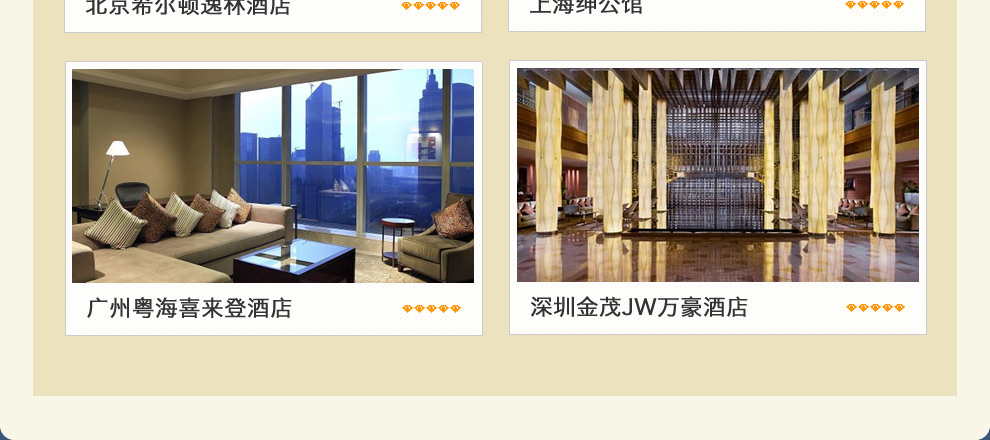 北京希尔顿逸林酒店
上海绅公馆
广州粤海喜来登酒店
深圳金茂JW万豪酒店